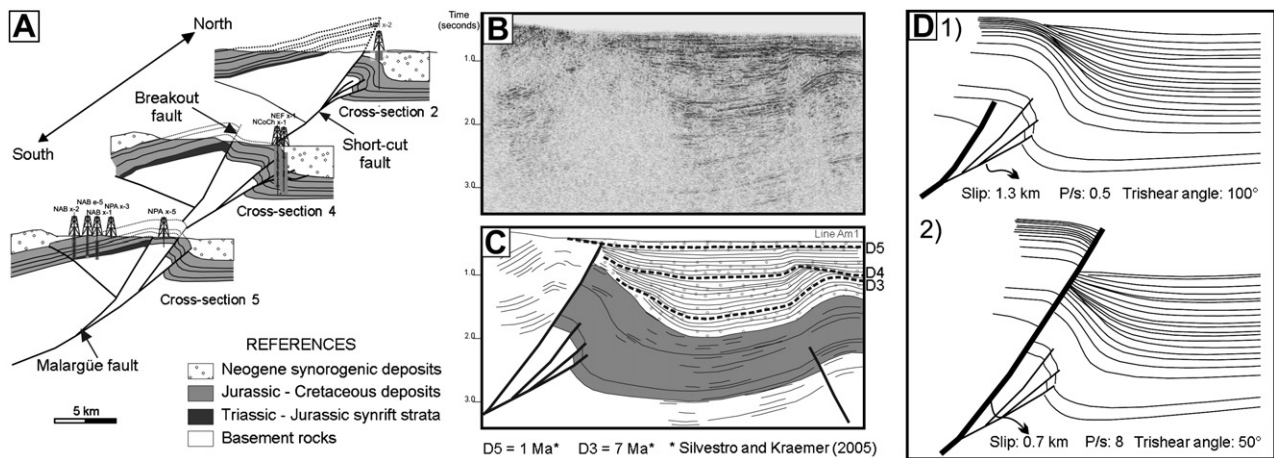 A
North
South
NEI x-2
Cross-section 2
Breakout
fault
NEF x-1
NCoCh x-1
Short-cut
fault
Cross-section 4
NAB x-2
NAB e-5
NAB x-1
NPA x-3
NPA x-5
Cross-section 5
Malargüe fault
5 km
REFERENCES
Neogene synorogenic deposits
Jurassic - Cretaceous deposits
Triassic - Jurassic synrift strata
Basement rocks
Time
(seconds)
B
1.0
2.0
3.0
C
Line Am1
D5
D4
D3
1.0
2.0
3.0
D5 = 1 Ma* D3 = 7 Ma* * Silvestro and Kraemer (2005)
D 1)
Slip: 1.3 km P/s: 0.5 Trishear angle: 100°
2)
Slip: 0.7 km P/s: 8 Trishear angle: 50°